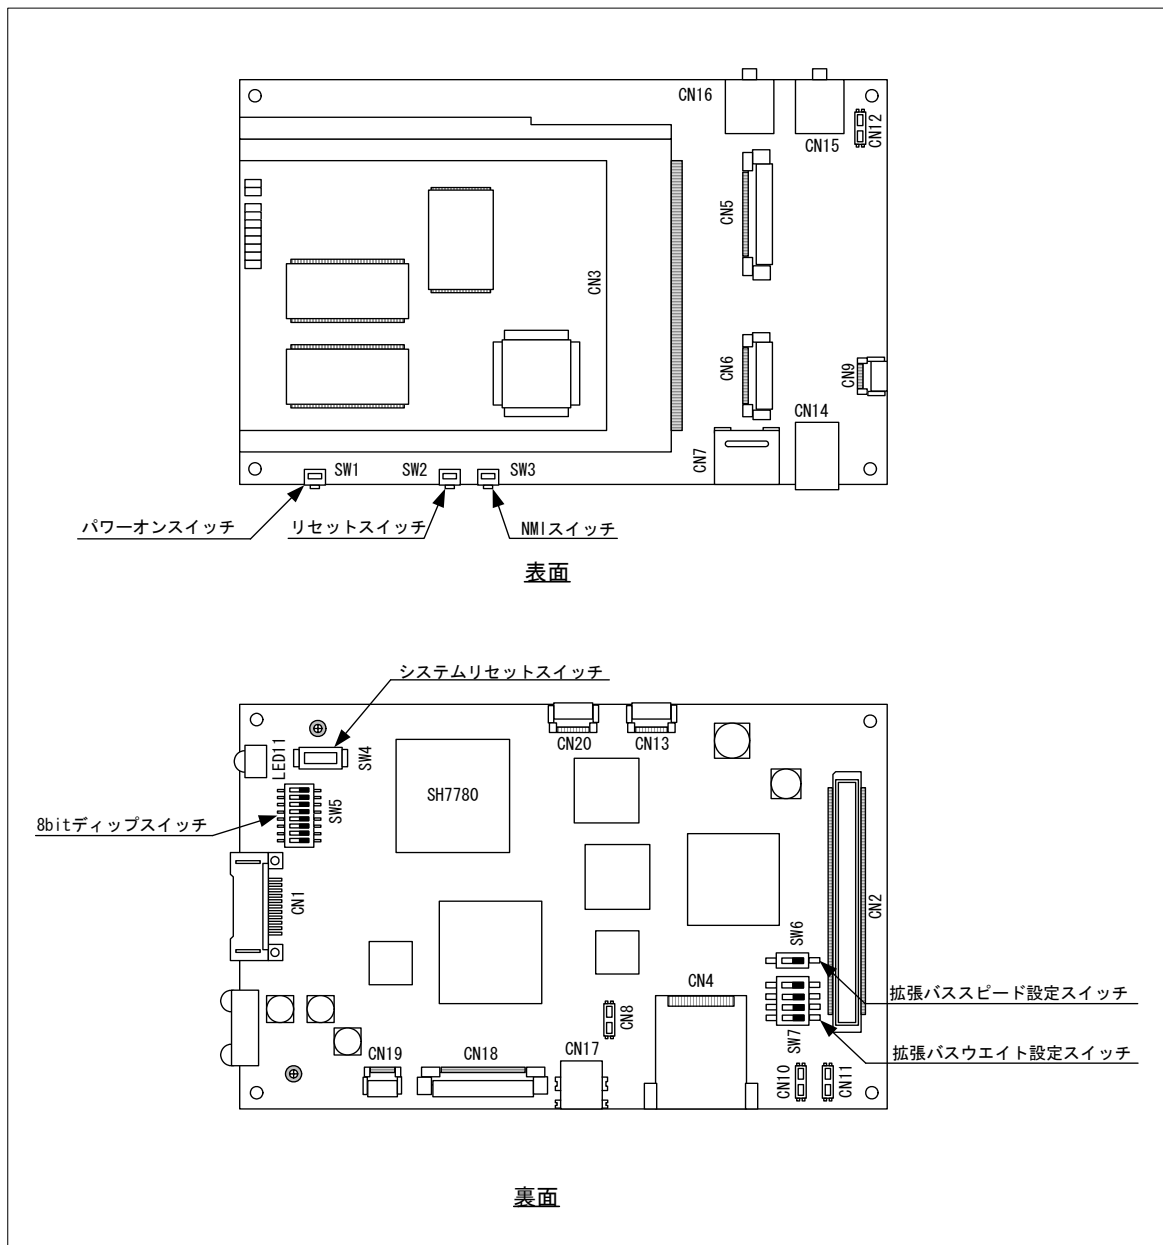 CN16
CN15
CN12
CN5
CN3
CN6
CN9
CN14
CN7
SW1
SW2
SW3
パワーオンスイッチ
リセットスイッチ
NMIスイッチ
表面
システムリセットスイッチ
LED11
SW4
CN20
CN13
SH7780
SW5
8bitディップスイッチ
CN1
CN2
SW6
CN4
拡張バススピード設定スイッチ
CN8
SW7
CN19
CN18
CN17
拡張バスウエイト設定スイッチ
CN10
CN11
裏面